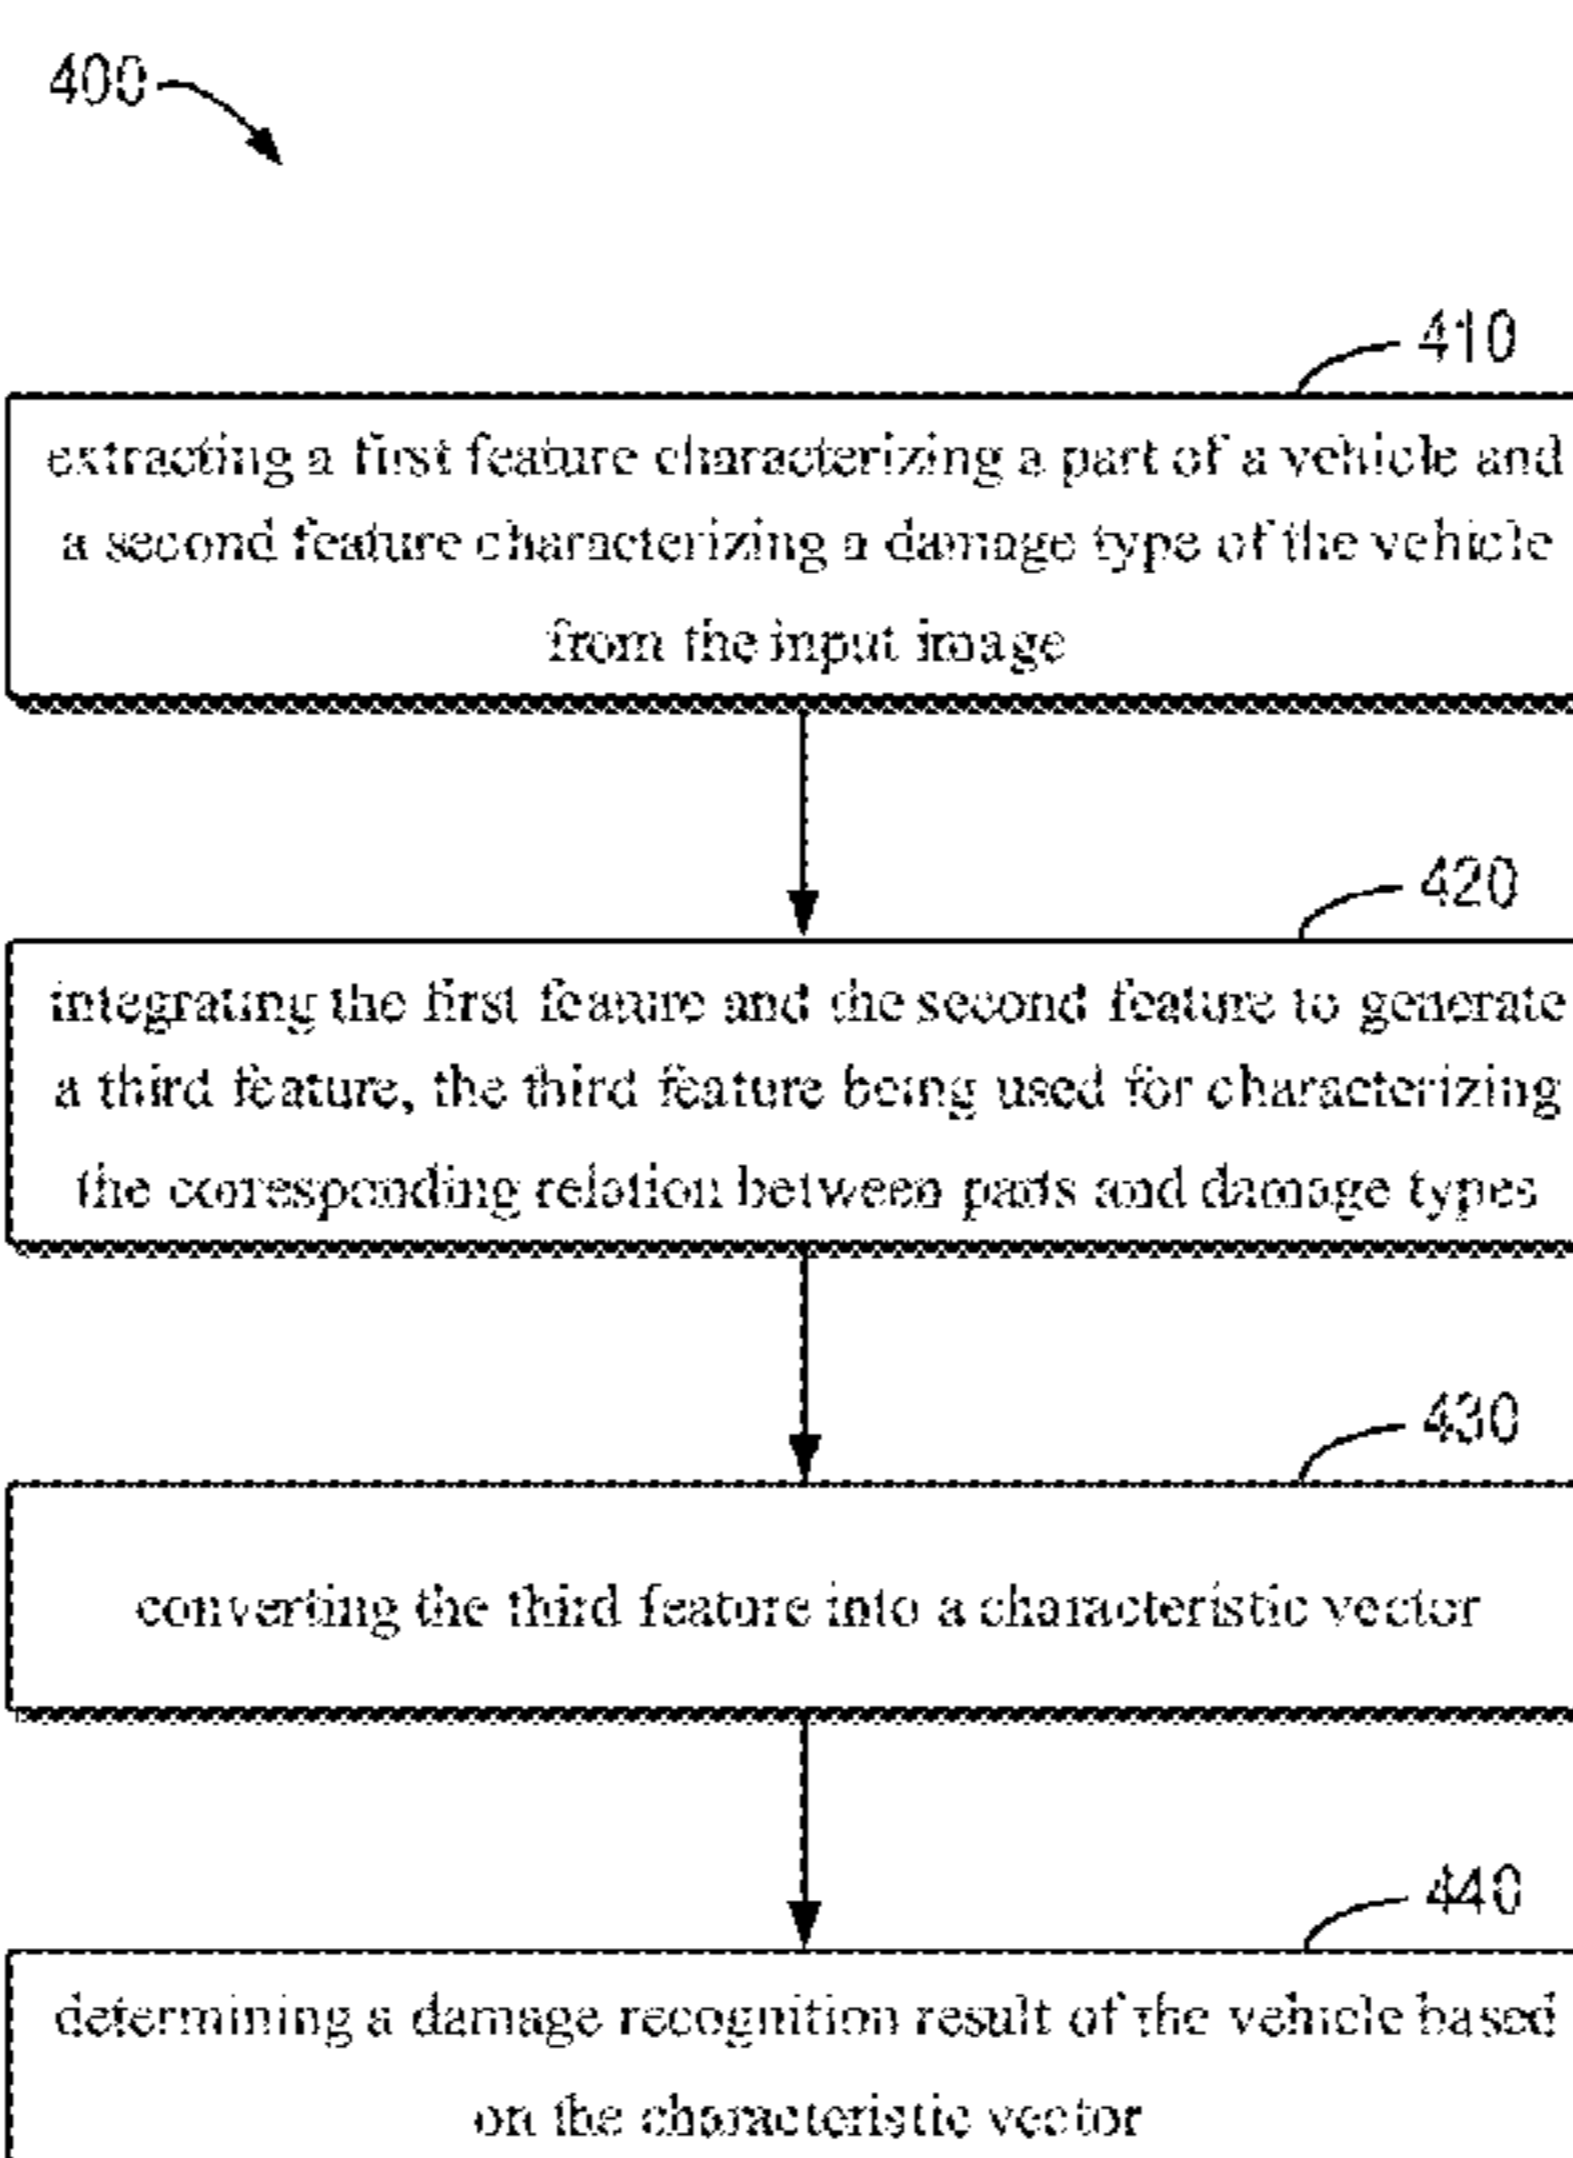 400
410
extracting a first feature characterizing a part of a vehicle and
a second feature characterizing a damage type of the vehicle
from the input image
420
integrating the first feature and the second feature to generate
a third feature, the third feature being used for characterizing
the corresponding relation between parts and damage types
430
converting the third feature into a characteristic vector
440
determining a damage recognition result of the vehicle based
on the characteristic vector